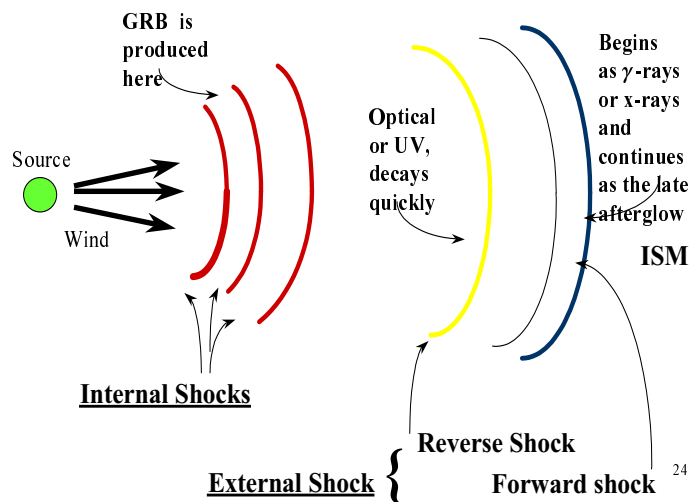 GRB is
produced
here
Source
Wind
Internal Shocks
Optical
or UV,
decays
quickly
Begins
as γ-rays
or x-rays
and
continues
as the late
afterglow
ISM
Reverse Shock
External Shock {
Forward shock
24